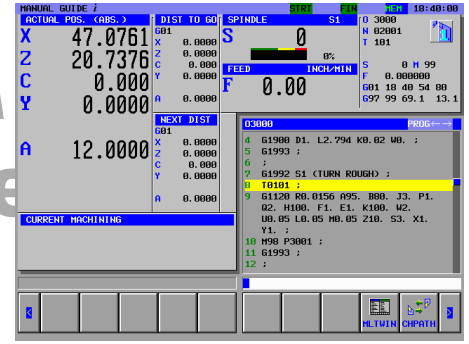 MANUAL GUIDE i STRT FIN MEM 18:40:00
ACTUAL POS. (ABS.)
X 47.0761
Z 20.7376
C 0.000
Y 0.0000
A 12.0000
DIST TO GO
G01
X 0.0000
Z 0.0000
C 0.000
Y 0.0000
A 0.0000
NEXT DIST
G01
X 0.0000
Z 0.0000
C 0.000
Y 0.0000
A 0.0000
SPINDLE S1
S 0
0%
FEED INCH/MIN
F 0.00
O 3000
N 02001
T 101
S 0 M 99
F 0.000000
G01 18 40 54 80
G97 99 69.1 13.1
CURRENT MACHINING
O3000 PROG←→
4 G1900 D1. L2.794 K0.02 W0. ;
5 G1993 ;
6 ;
7 G1992 S1 (TURN ROUGH) ;
8 T0101 ;
9 G1120 R0.0156 A95. B80. J3. P1.
Q2. H100. F1. E1. K100. W2.
U0.05 L0.05 M0.05 Z10. S3. X1.
Y1. ;
10 M98 P3001 ;
11 G1993 ;
12 ;
MLTWIN CHPATH